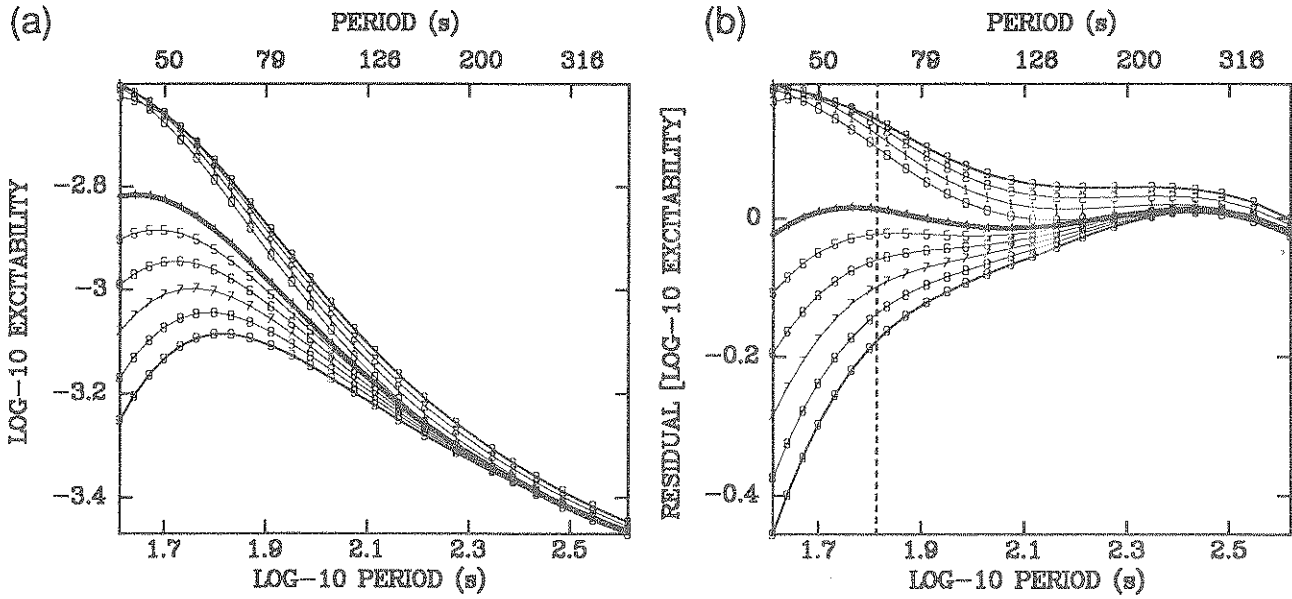 (a)
PERIOD (s)
50 79 126 200 316
LOG-10 EXCITABILITY
-2.8
-3
-3.2
-3.4
1.7 1.9 2.1 2.3 2.5
LOG-10 PERIOD (s)
(b)
PERIOD (s)
50 79 126 200 316
RESIDUAL [LOG-10 EXCITABILITY]
0
-0.2
-0.4
1.7 1.9 2.1 2.3 2.5
LOG-10 PERIOD (s)